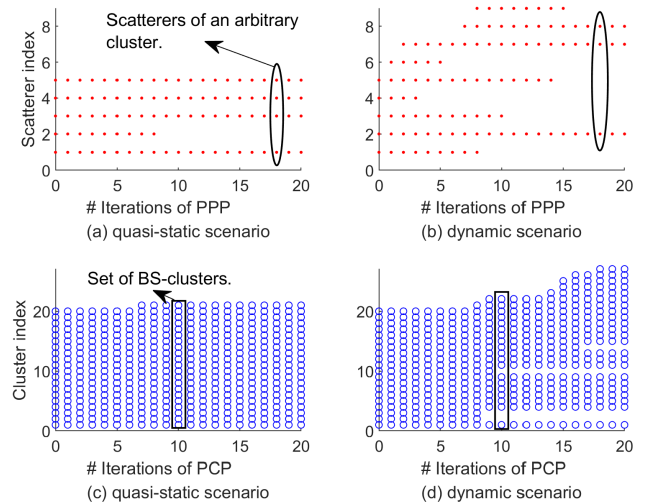 Scatterers of an arbitrary
cluster.
Scatterer index
0 2 4 6 8
0 5 10 15 20
# Iterations of PPP
(a) quasi-static scenario
0 2 4 6 8
0 5 10 15 20
# Iterations of PPP
(b) dynamic scenario
Set of BS-clusters.
Cluster index
0 10 20
0 5 10 15 20
# Iterations of PCP
(c) quasi-static scenario
0 10 20
0 5 10 15 20
# Iterations of PCP
(d) dynamic scenario